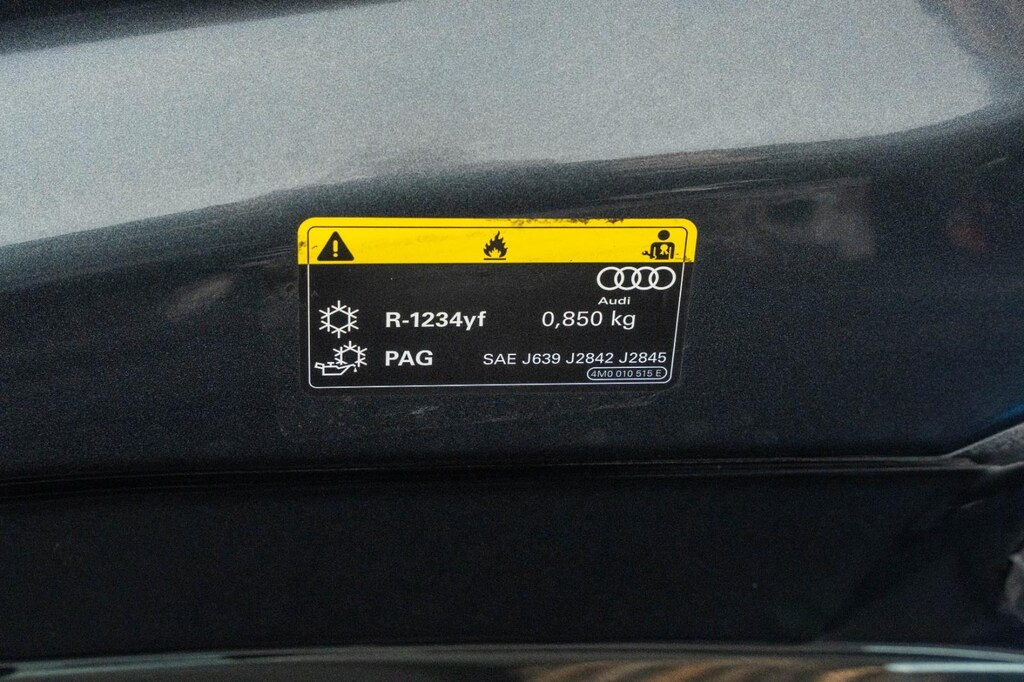 Audi
R-1234yf 0,850 kg
PAG SAE J639 J2842 J2845
4M0 010 515 E